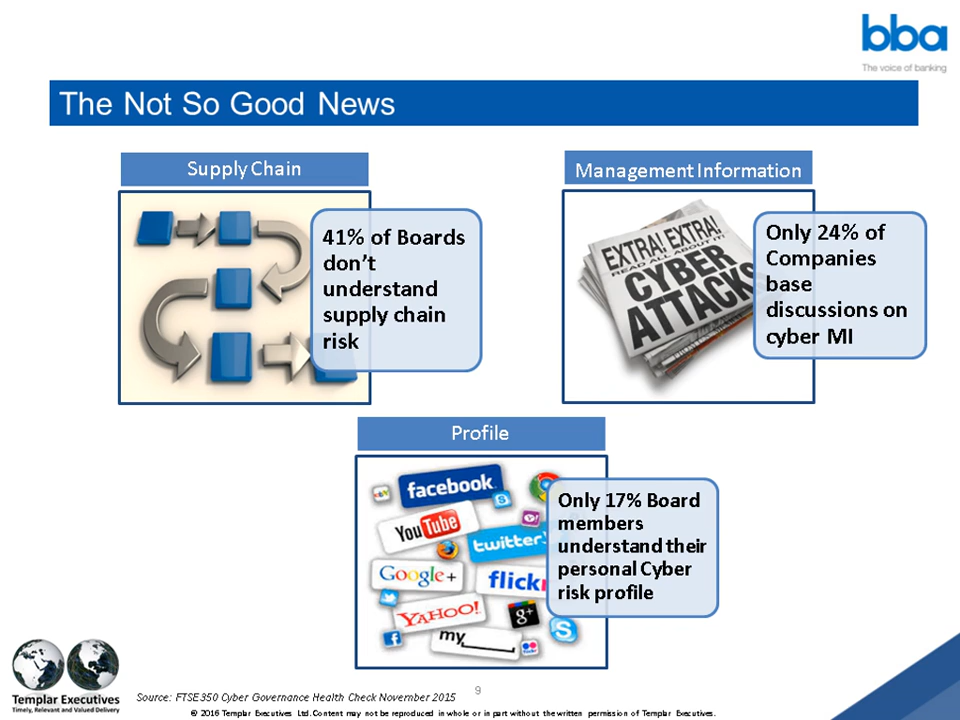 bba
The voice of banking
The Not So Good News
Supply Chain
41% of Boards
don't
understand
supply chain
risk
Management Information
EXTRA! EXTRA!
READ ALL ABOUT IT!
CYBER
ATTACKS
Only 24% of
Companies
base
discussions on
cyber MI
Profile
facebook
YouTube
twitter
Google+
flickr
YAHOO!
g+
my
Only 17% Board
members
understand their
personal Cyber
risk profile
Templar Executives
Timely, Relevant and Valued Delivery
Source: FTSE350 Cyber Governance Health Check November 2015
9
© 2016 Templar Executives Ltd. Content may not be reproduced in whole or in part without the written permission of Templar Executives.